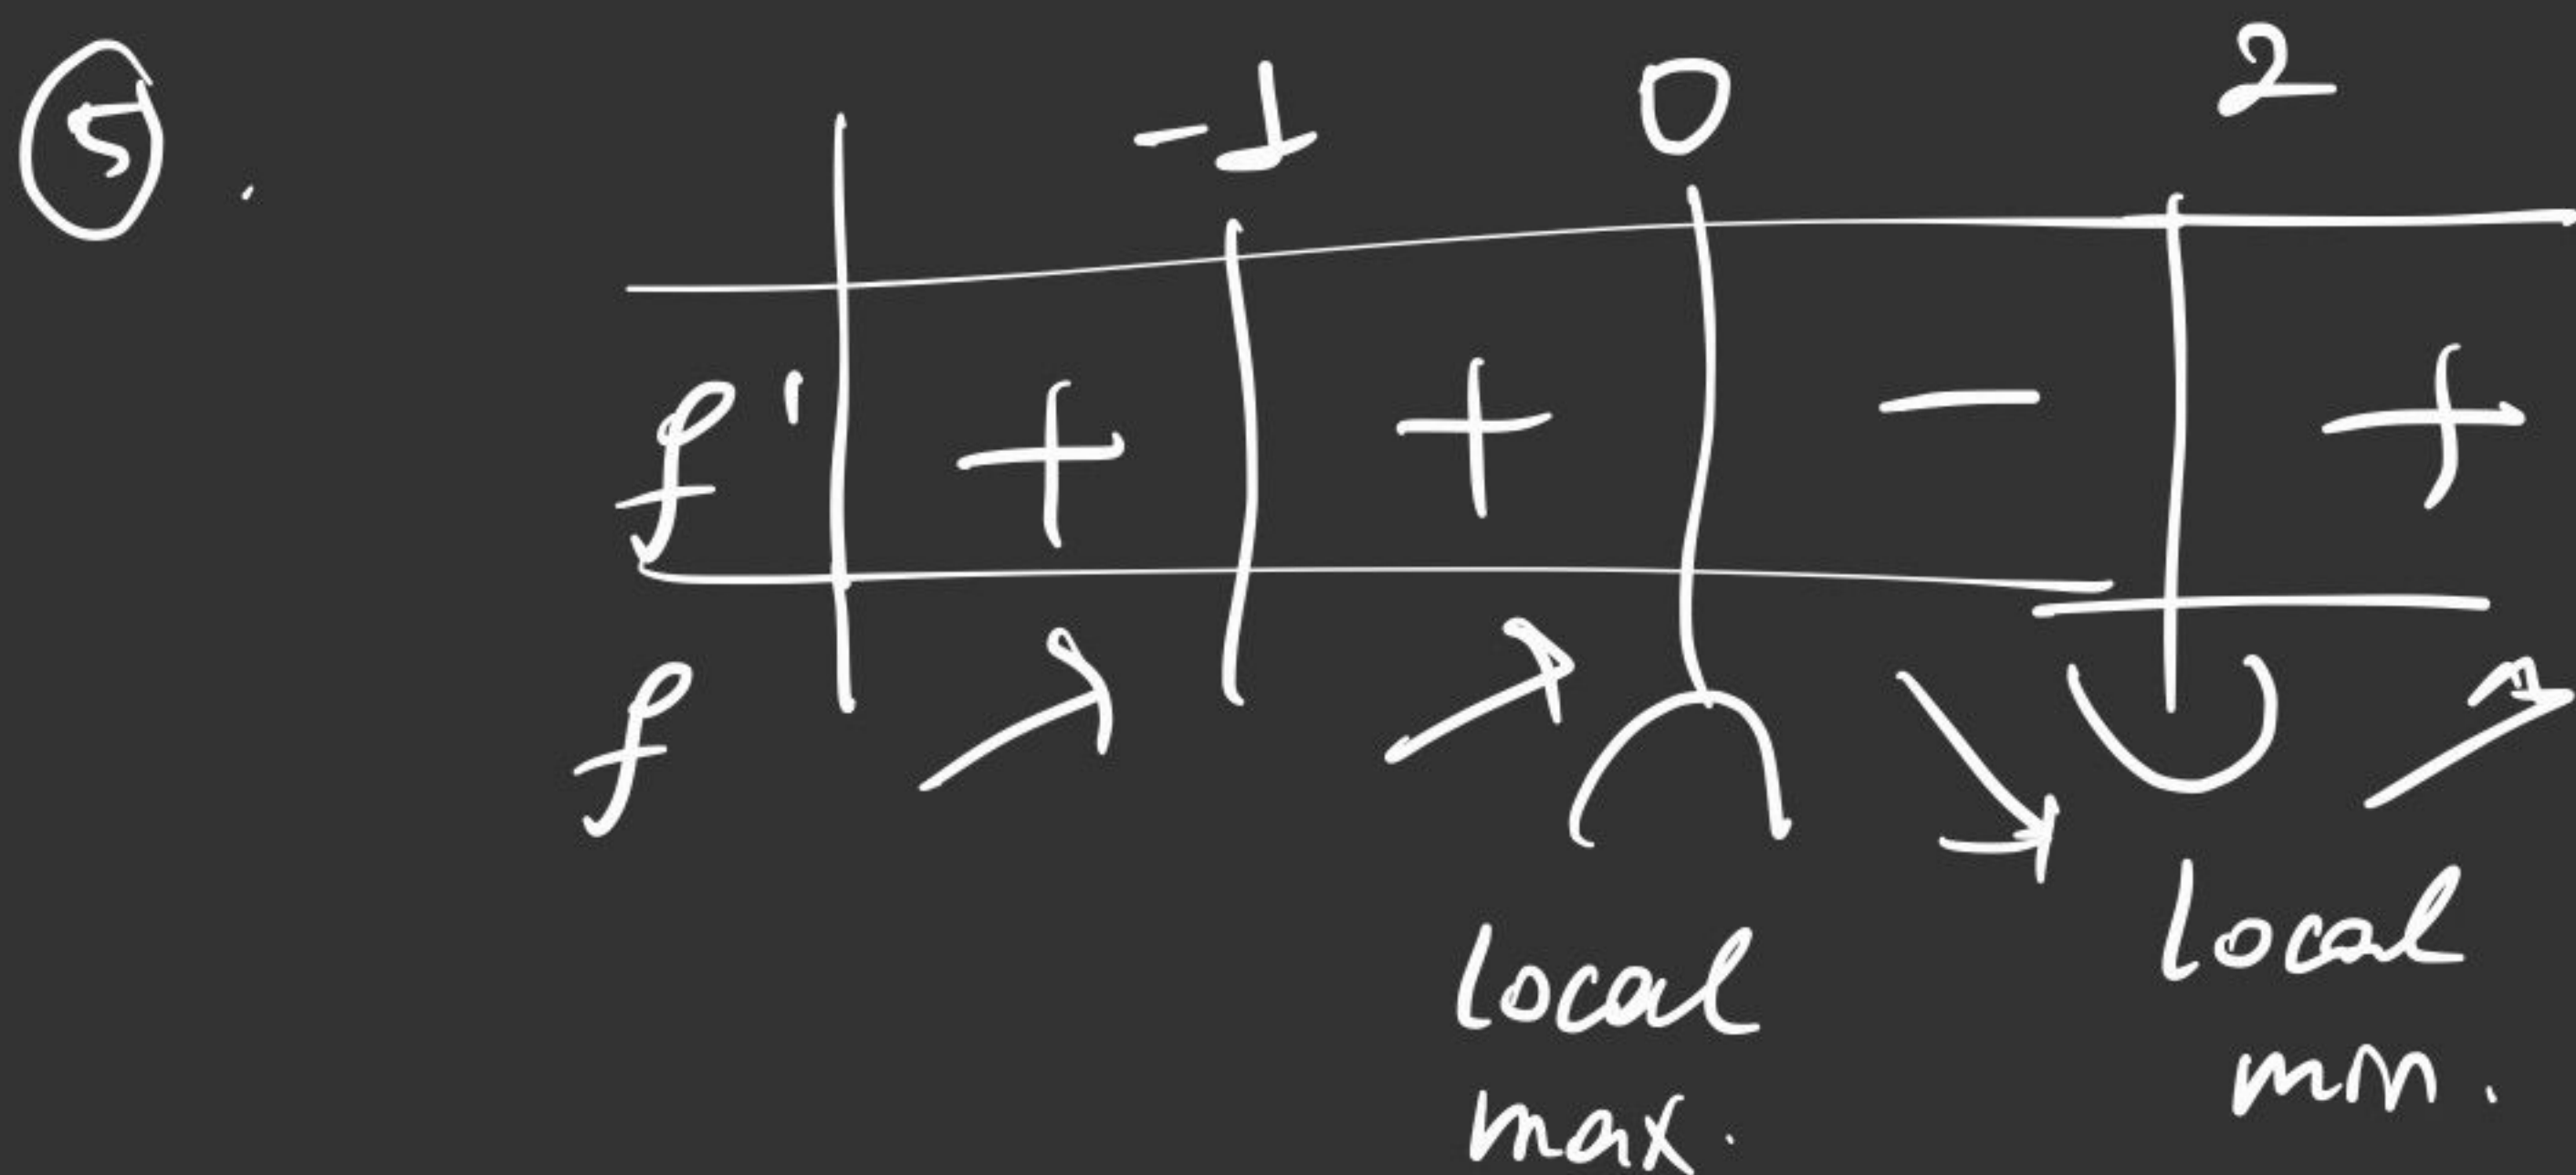 5.
-1 0 2
f' + + - +
f
local
max.
local
min.